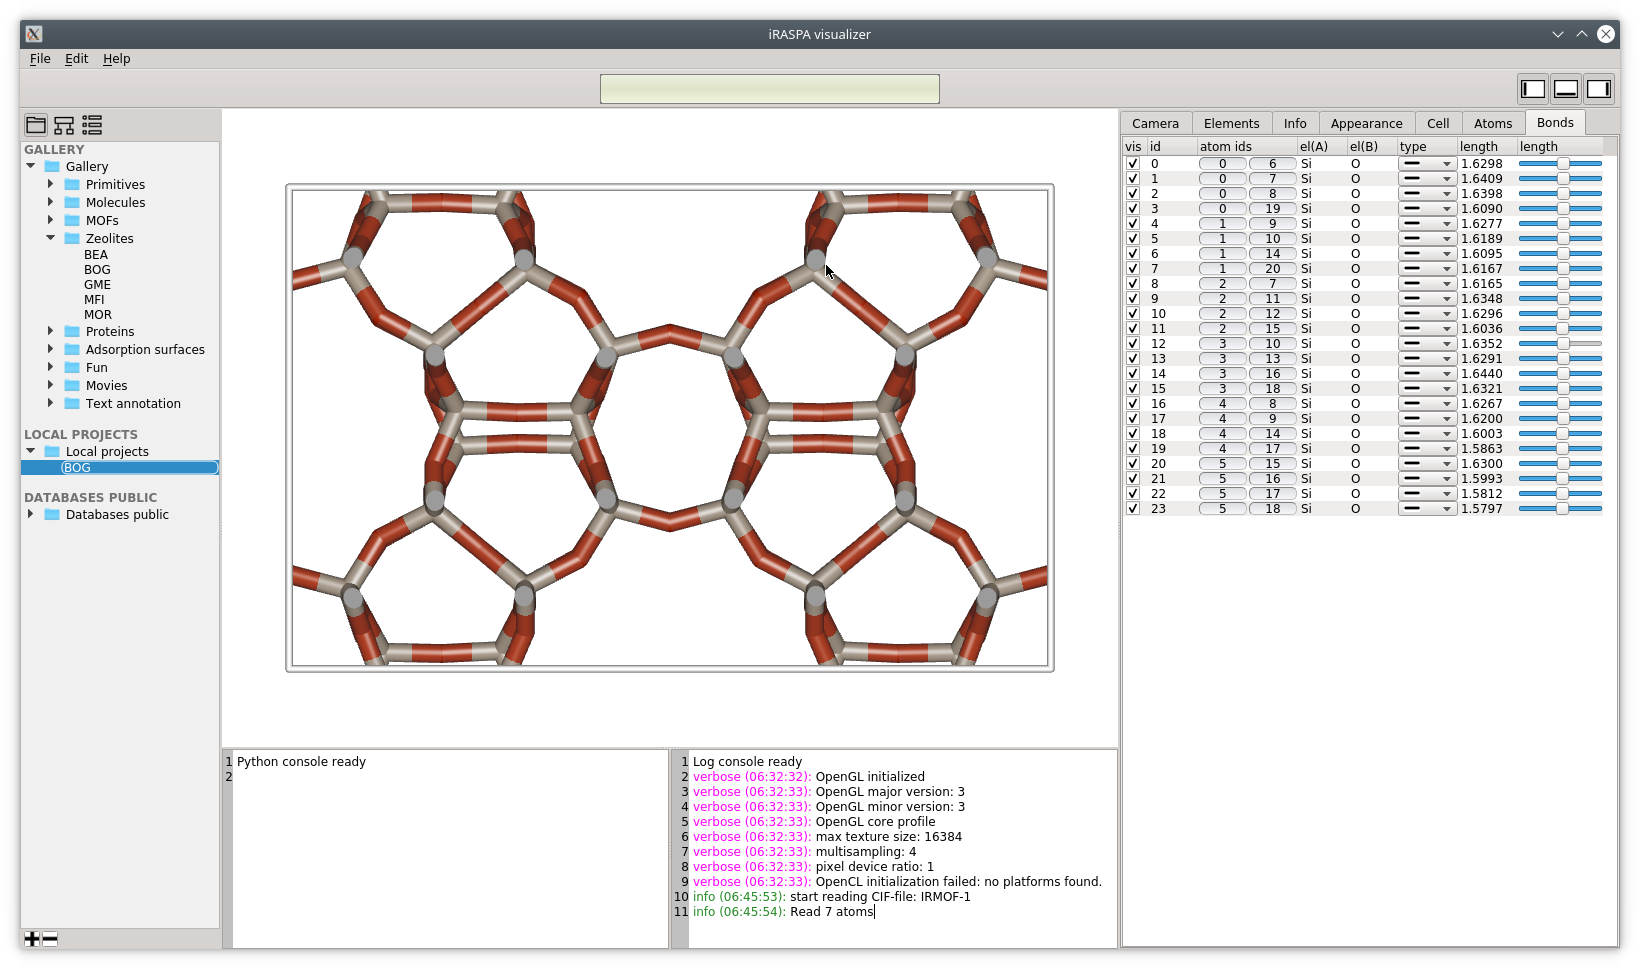 iRASPA visualizer
File Edit Help
GALLERY
Gallery
Primitives
Molecules
MOFs
Zeolites
BEA
BOG
GME
MFI
MOR
Proteins
Adsorption surfaces
Fun
Movies
Text annotation
LOCAL PROJECTS
Local projects
BOG
DATABASES PUBLIC
Databases public
1 Python console ready
2
1 Log console ready
2 verbose (06:32:32): OpenGL initialized
3 verbose (06:32:33): OpenGL major version: 3
4 verbose (06:32:33): OpenGL minor version: 3
5 verbose (06:32:33): OpenGL core profile
6 verbose (06:32:33): max texture size: 16384
7 verbose (06:32:33): multisampling: 4
8 verbose (06:32:33): pixel device ratio: 1
9 verbose (06:32:33): OpenCL initialization failed: no platforms found.
10 info (06:45:53): start reading CIF-file: IRMOF-1
11 info (06:45:54): Read 7 atoms
Camera Elements Info Appearance Cell Atoms Bonds
vis id atom ids el(A) el(B) type length length
0 0 6 Si O 1.6298
1 0 7 Si O 1.6409
2 0 8 Si O 1.6398
3 0 19 Si O 1.6090
4 1 9 Si O 1.6277
5 1 10 Si O 1.6189
6 1 14 Si O 1.6095
7 1 20 Si O 1.6167
8 2 7 Si O 1.6165
9 2 11 Si O 1.6348
10 2 12 Si O 1.6296
11 2 15 Si O 1.6036
12 3 10 Si O 1.6352
13 3 13 Si O 1.6291
14 3 16 Si O 1.6440
15 3 18 Si O 1.6321
16 4 8 Si O 1.6267
17 4 9 Si O 1.6200
18 4 14 Si O 1.6003
19 4 17 Si O 1.5863
20 5 15 Si O 1.6300
21 5 16 Si O 1.5993
22 5 17 Si O 1.5812
23 5 18 Si O 1.5797